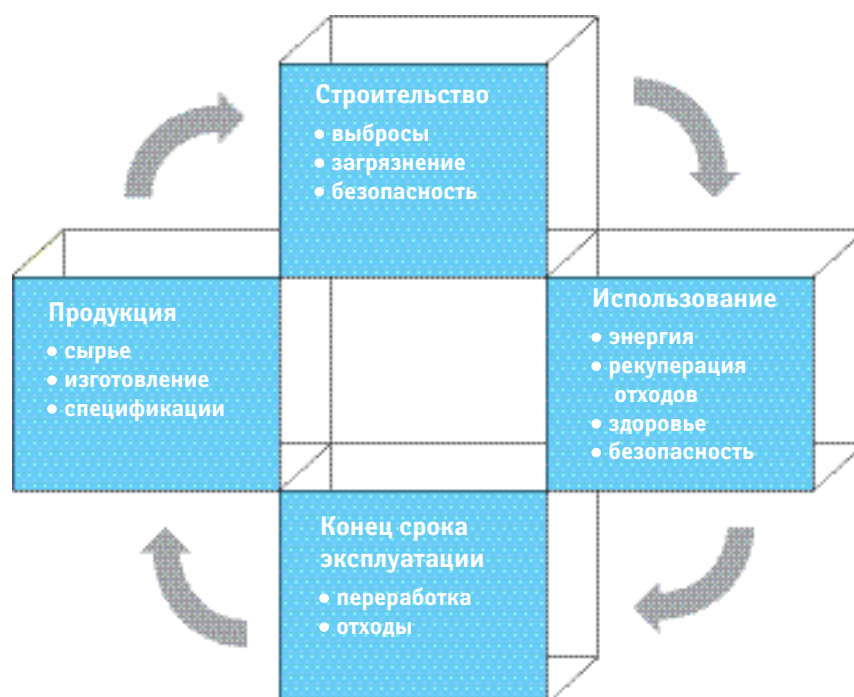 Строительство
• выбросы
• загрязнение
• безопасность
Продукция
• сырье
• изготовление
• спецификации
Использование
• энергия
• рекуперация
отходов
• здоровье
• безопасность
Конец срока
эксплуатации
• переработка
• отходы